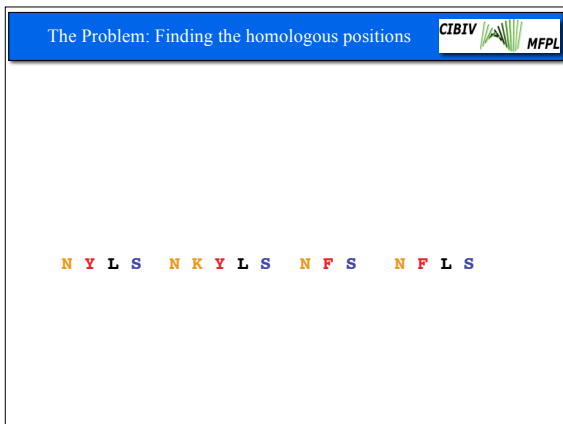 The Problem: Finding the homologous positions
CIBIV MFPL
N Y L S N K Y L S N F S N F L S